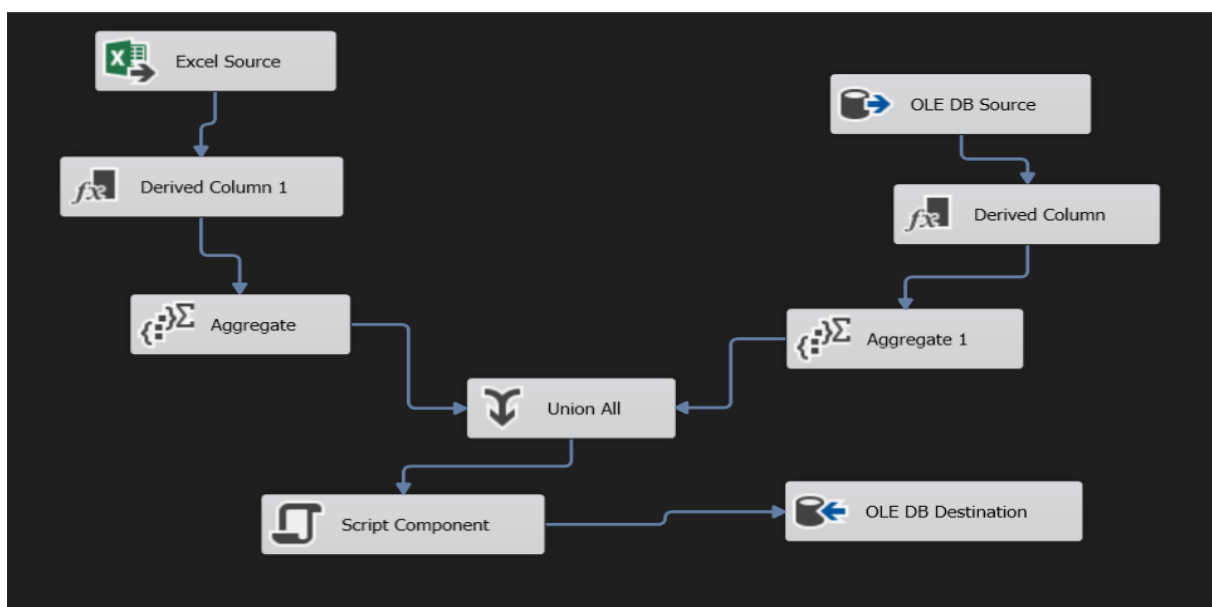 Excel Source
OLE DB Source
Derived Column 1
Derived Column
Aggregate
Aggregate 1
Union All
Script Component
OLE DB Destination